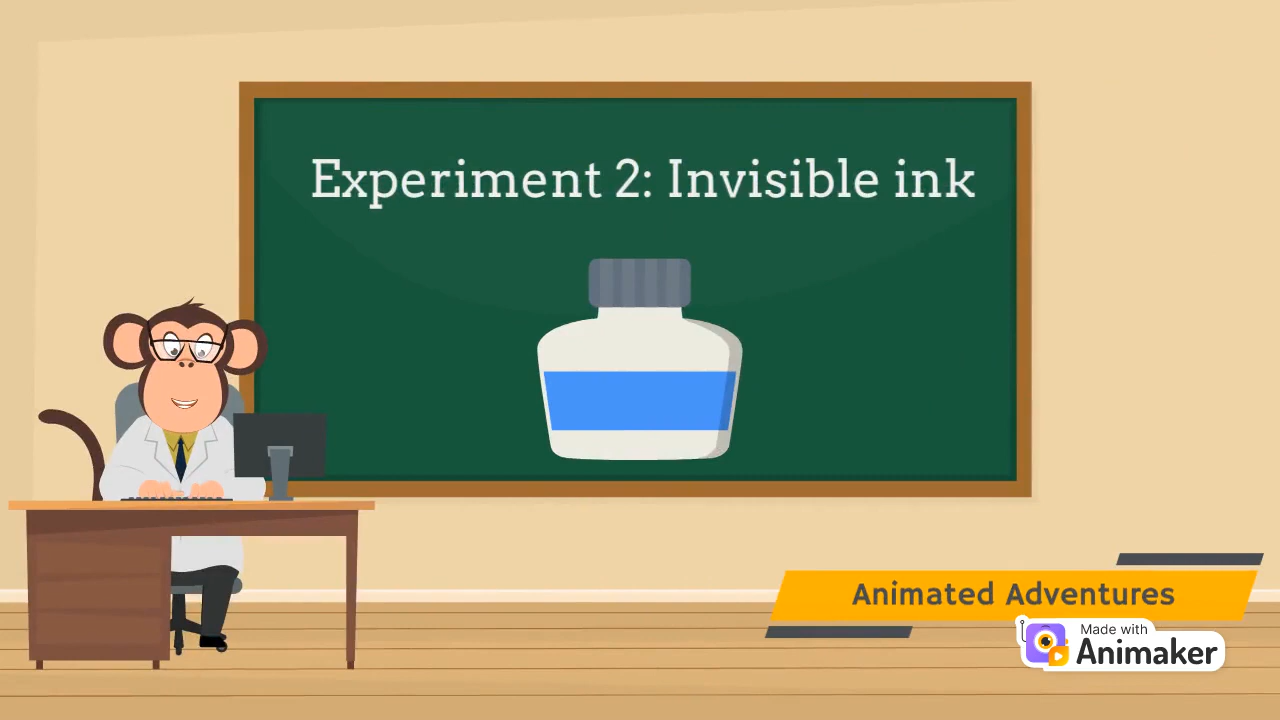 Experiment 2: Invisible ink
Animated Adventures
Made with
Animaker